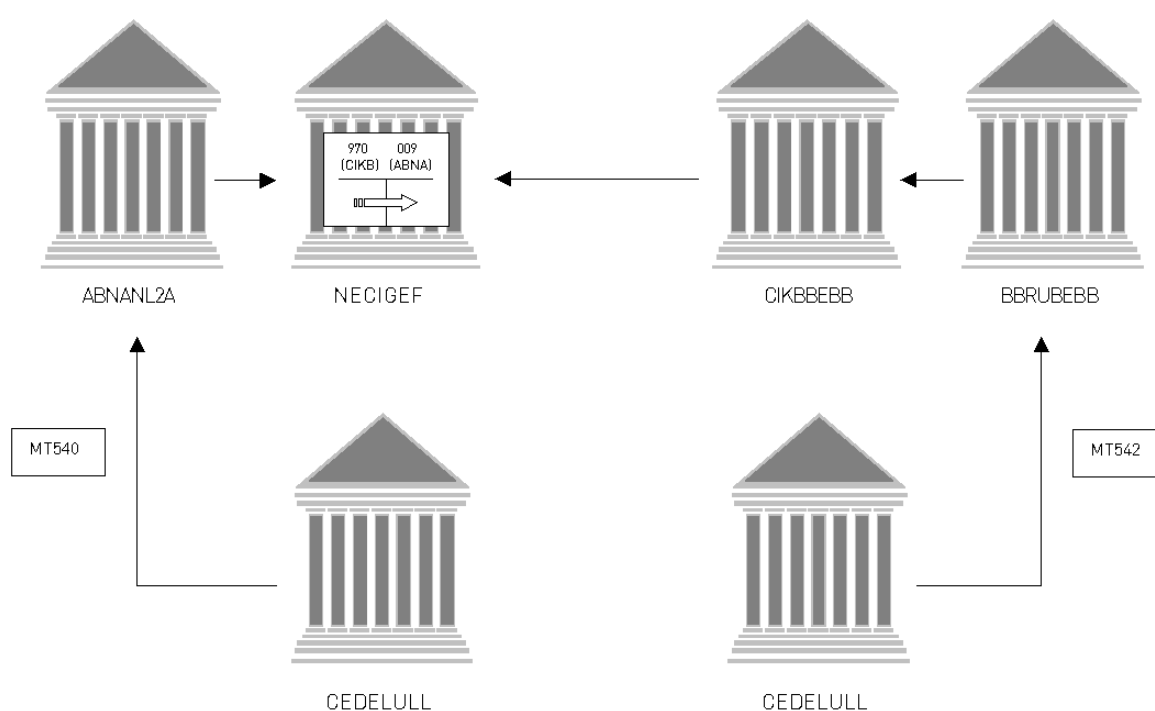 970 009
(CIKB) (ABNA)
ABNANL2A NECIGEF CIKBBEBB BBRUBEBB
MT540 MT542
CEDELULL CEDELULL